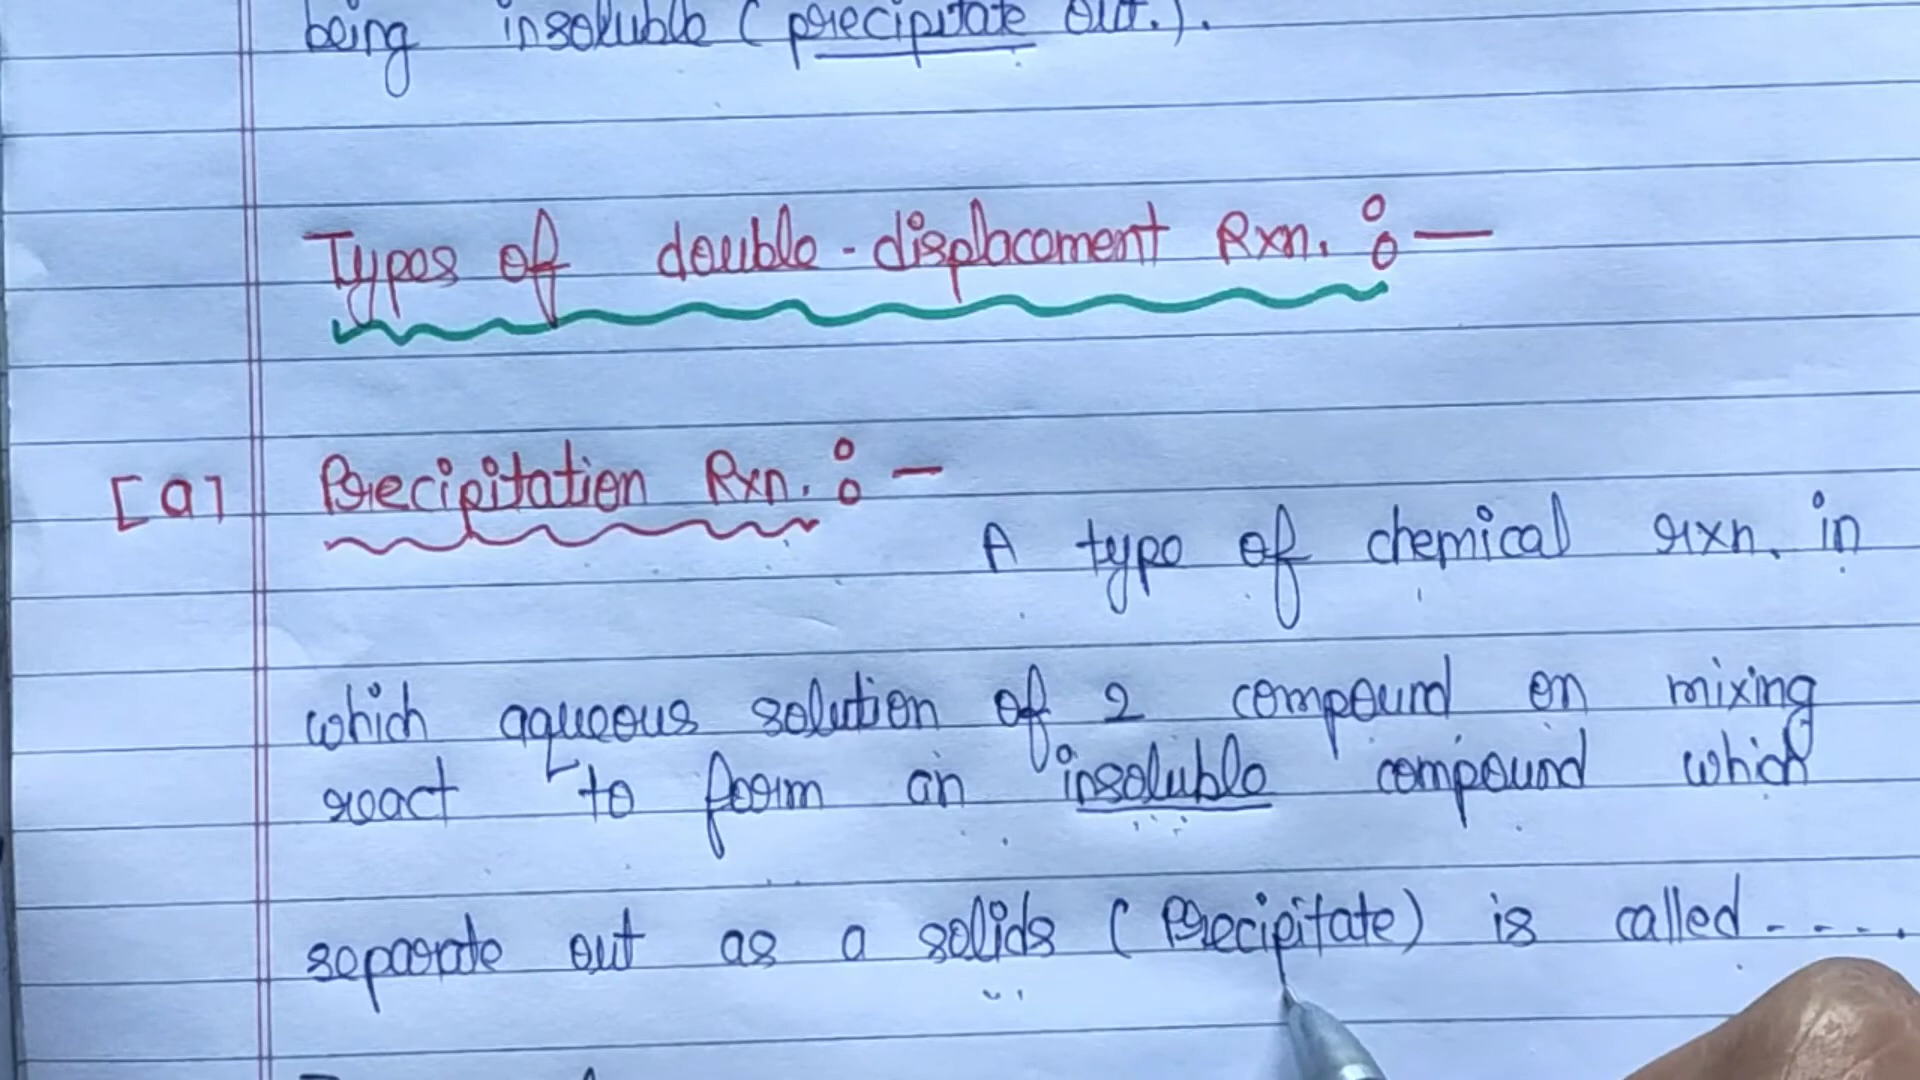 being insoluble (precipitate out.).
Types of double-displacement Rxn. :-
[a] Precipitation Rxn. :-
A type of chemical rxn. in
which aqueous solution of 2 compound on mixing
react to form an insoluble compound which
separate out as a solids (Precipitate) is called-----